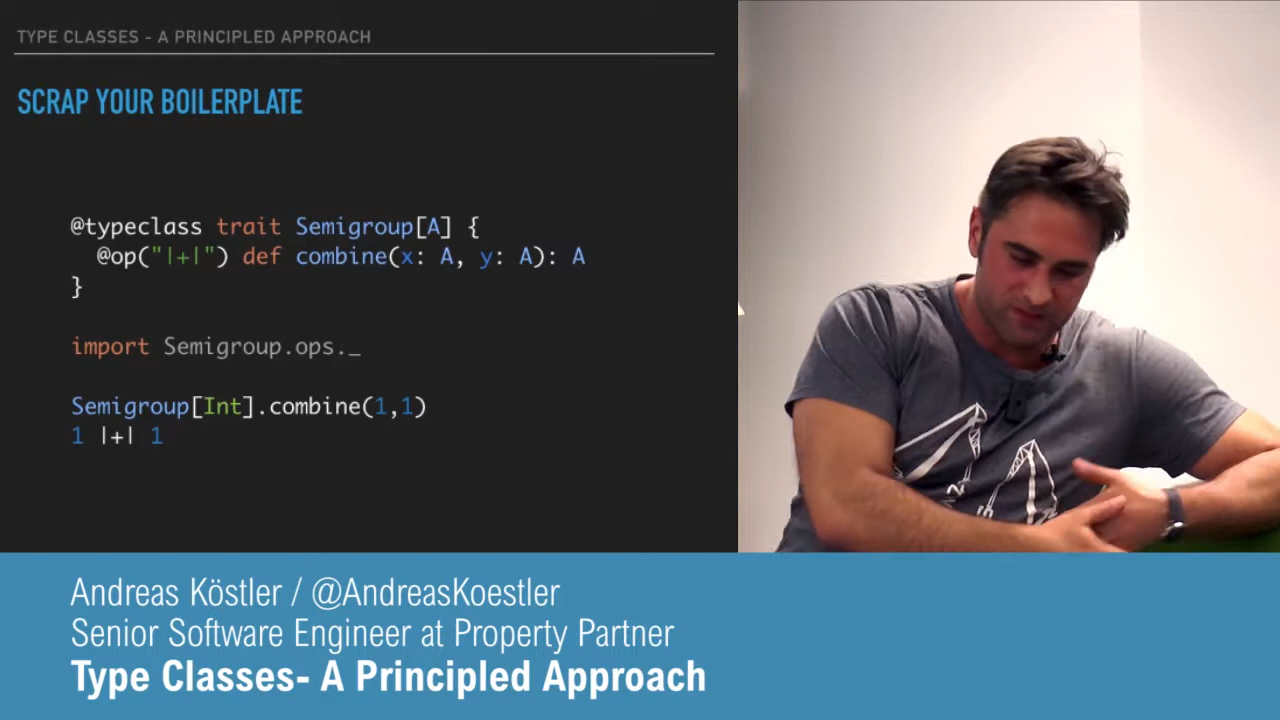 TYPE CLASSES - A PRINCIPLED APPROACH
SCRAP YOUR BOILERPLATE
@typeclass trait Semigroup[A] {
@op("|+|") def combine(x: A, y: A): A
}
import Semigroup.ops._
Semigroup[Int].combine(1,1)
1 |+| 1
Andreas Köstler / @AndreasKoestler
Senior Software Engineer at Property Partner
Type Classes- A Principled Approach